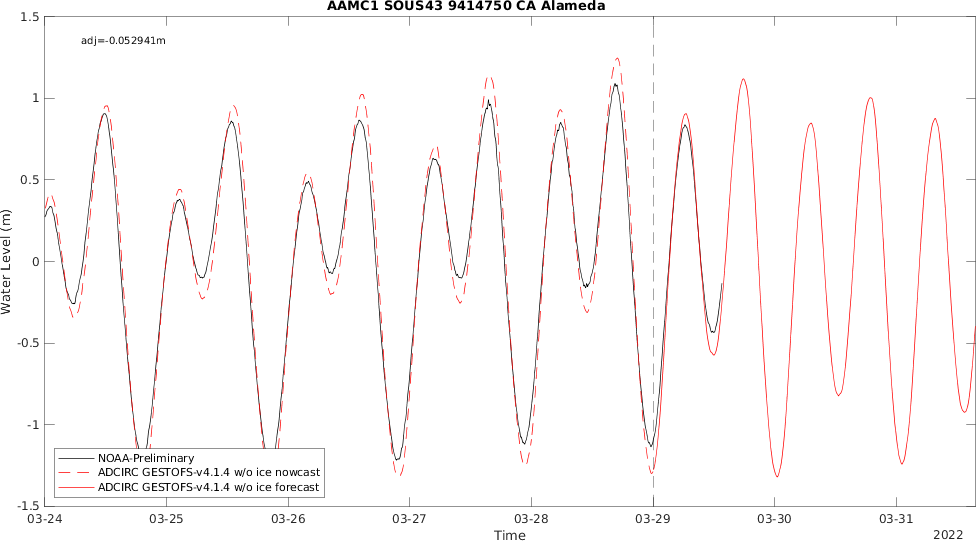 AAMC1 SOUS43 9414750 CA Alameda
adj=-0.052941m
1.5
1
0.5
0
-0.5
-1
-1.5
Water Level (m)
NOAA-Preliminary
ADCIRC GESTOFS-v4.1.4 w/o ice nowcast
ADCIRC GESTOFS-v4.1.4 w/o ice forecast
03-24 03-25 03-26 03-27 03-28 03-29 03-30 03-31
Time
2022